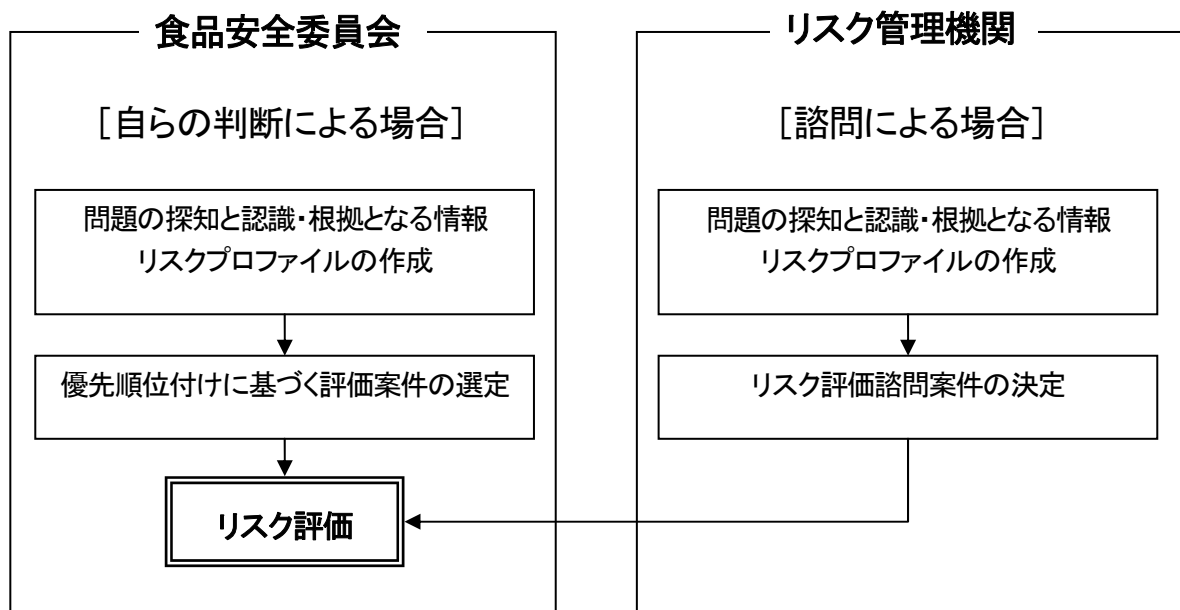 食品安全委員会
[自らの判断による場合]
問題の探知と認識・根拠となる情報
リスクプロファイルの作成
優先順位付けに基づく評価案件の選定
リスク評価
リスク管理機関
[諮問による場合]
問題の探知と認識・根拠となる情報
リスクプロファイルの作成
リスク評価諮問案件の決定